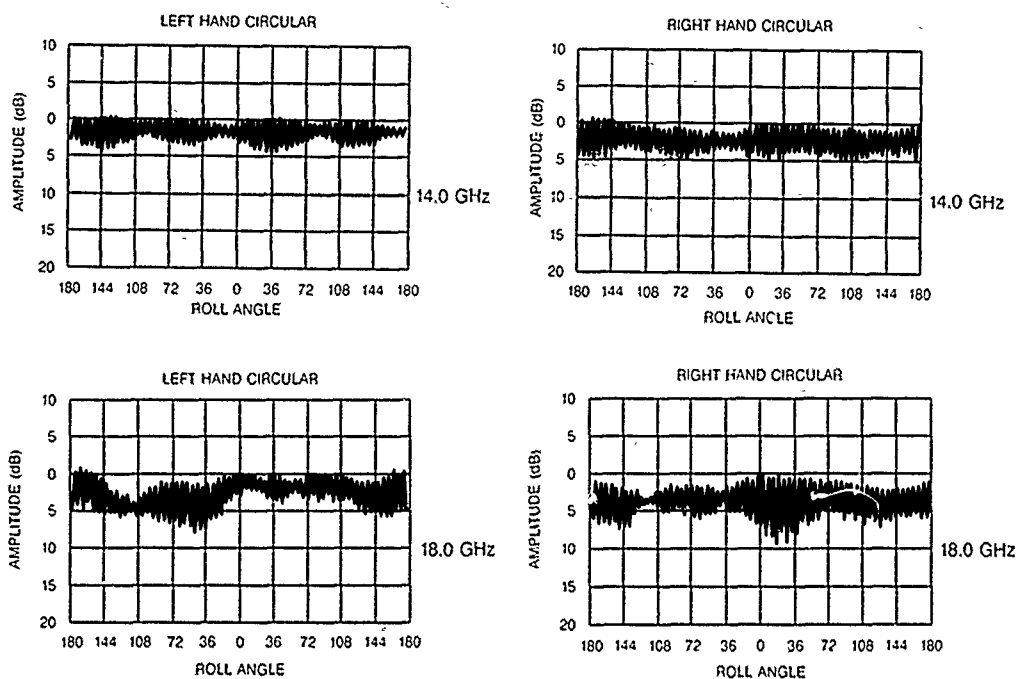 LEFT HAND CIRCULAR
10
5
0
5
10
15
20
AMPLITUDE (dB)
14.0 GHz
180 144 108 72 36 0 36 72 108 144 180
ROLL ANGLE
RIGHT HAND CIRCULAR
10
5
0
5
10
15
20
AMPLITUDE (dB)
14.0 GHz
180 144 108 72 36 0 36 72 108 144 180
ROLL ANGLE
LEFT HAND CIRCULAR
10
5
0
5
10
15
20
AMPLITUDE (dB)
18.0 GHz
180 144 108 72 36 0 36 72 108 144 180
ROLL ANGLE
RIGHT HAND CIRCULAR
10
5
0
5
10
15
20
AMPLITUDE (dB)
18.0 GHz
180 144 108 72 36 0 36 72 108 144 180
ROLL ANGLE